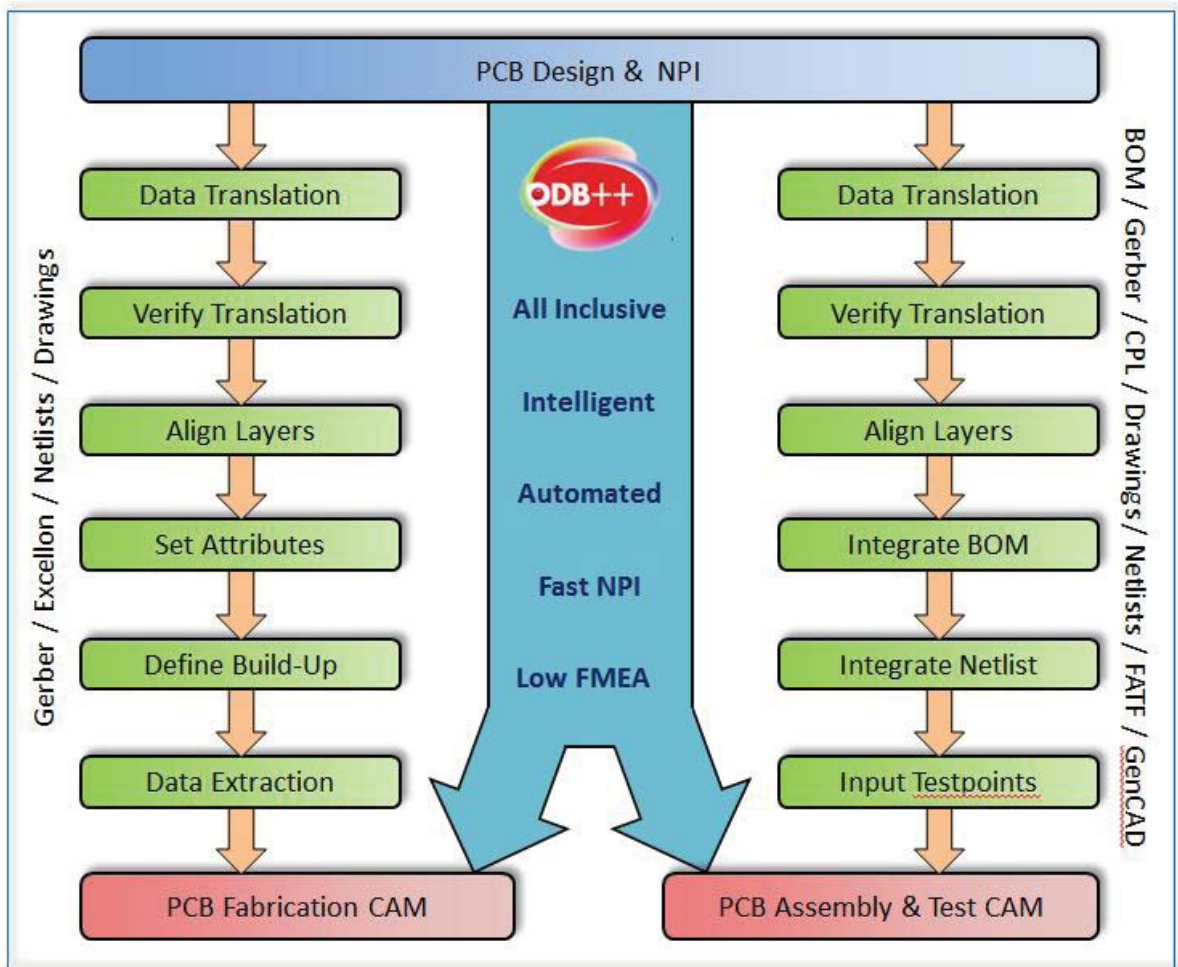 PCB Design & NPI
Gerber / Excellon / Netlists / Drawings
Data Translation
Verify Translation
Align Layers
Set Attributes
Define Build-Up
Data Extraction
PCB Fabrication CAM
ODB++
All Inclusive
Intelligent
Automated
Fast NPI
Low FMEA
Data Translation
Verify Translation
Align Layers
Integrate BOM
Integrate Netlist
Input Testpoints
PCB Assembly & Test CAM
BOM / Gerber / CPL / Drawings/ Netlists / FATF / GenCAD